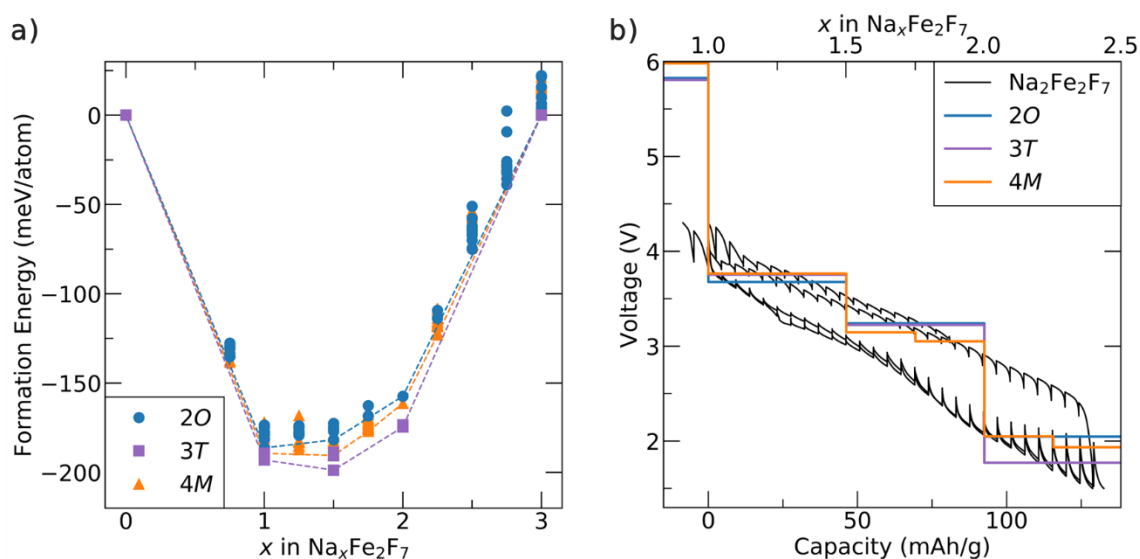 a)
Formation Energy (meV/atom)
0
−50
−100
−150
−200
2O
3T
4M
0 1 2 3
x in NaxFe2F7
b)
x in NaxFe2F7
1.0 1.5 2.0 2.5
Voltage (V)
6
5
4
3
2
Na2Fe2F7
2O
3T
4M
0 50 100
Capacity (mAh/g)